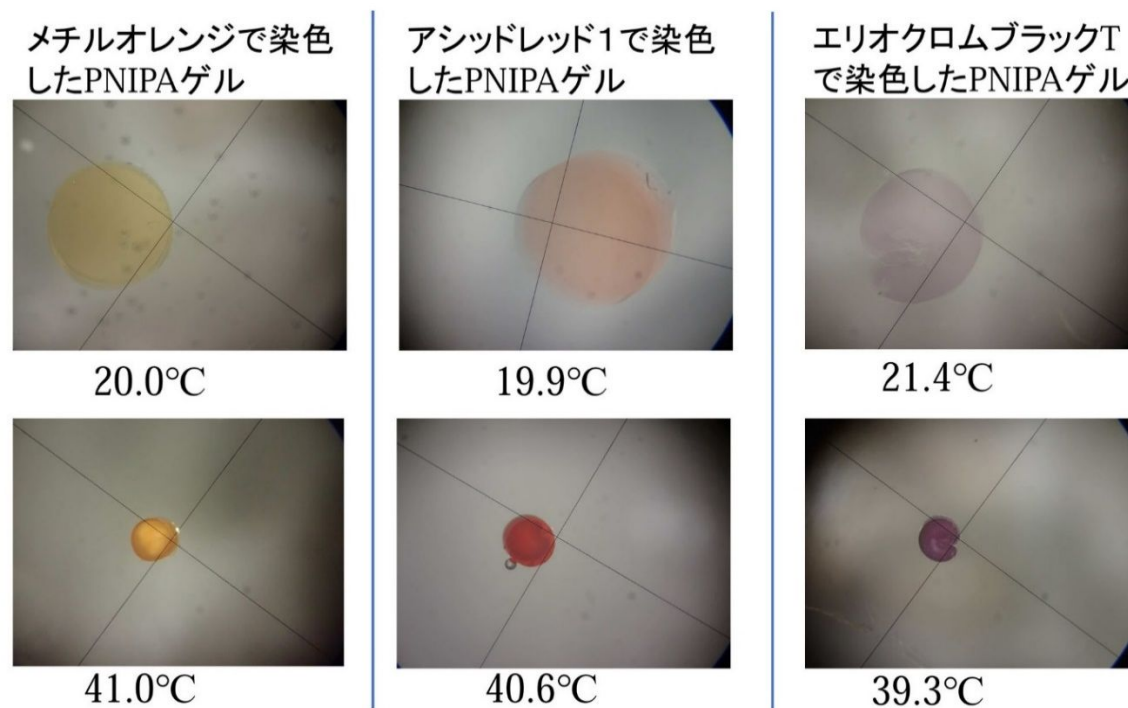 メチルオレンジで染色
したPNIPAゲル
20.0℃
41.0℃
アシッドレッド１で染色
したPNIPAゲル
19.9℃
40.6℃
エリオクロムブラックT
で染色したPNIPAゲル
21.4℃
39.3℃